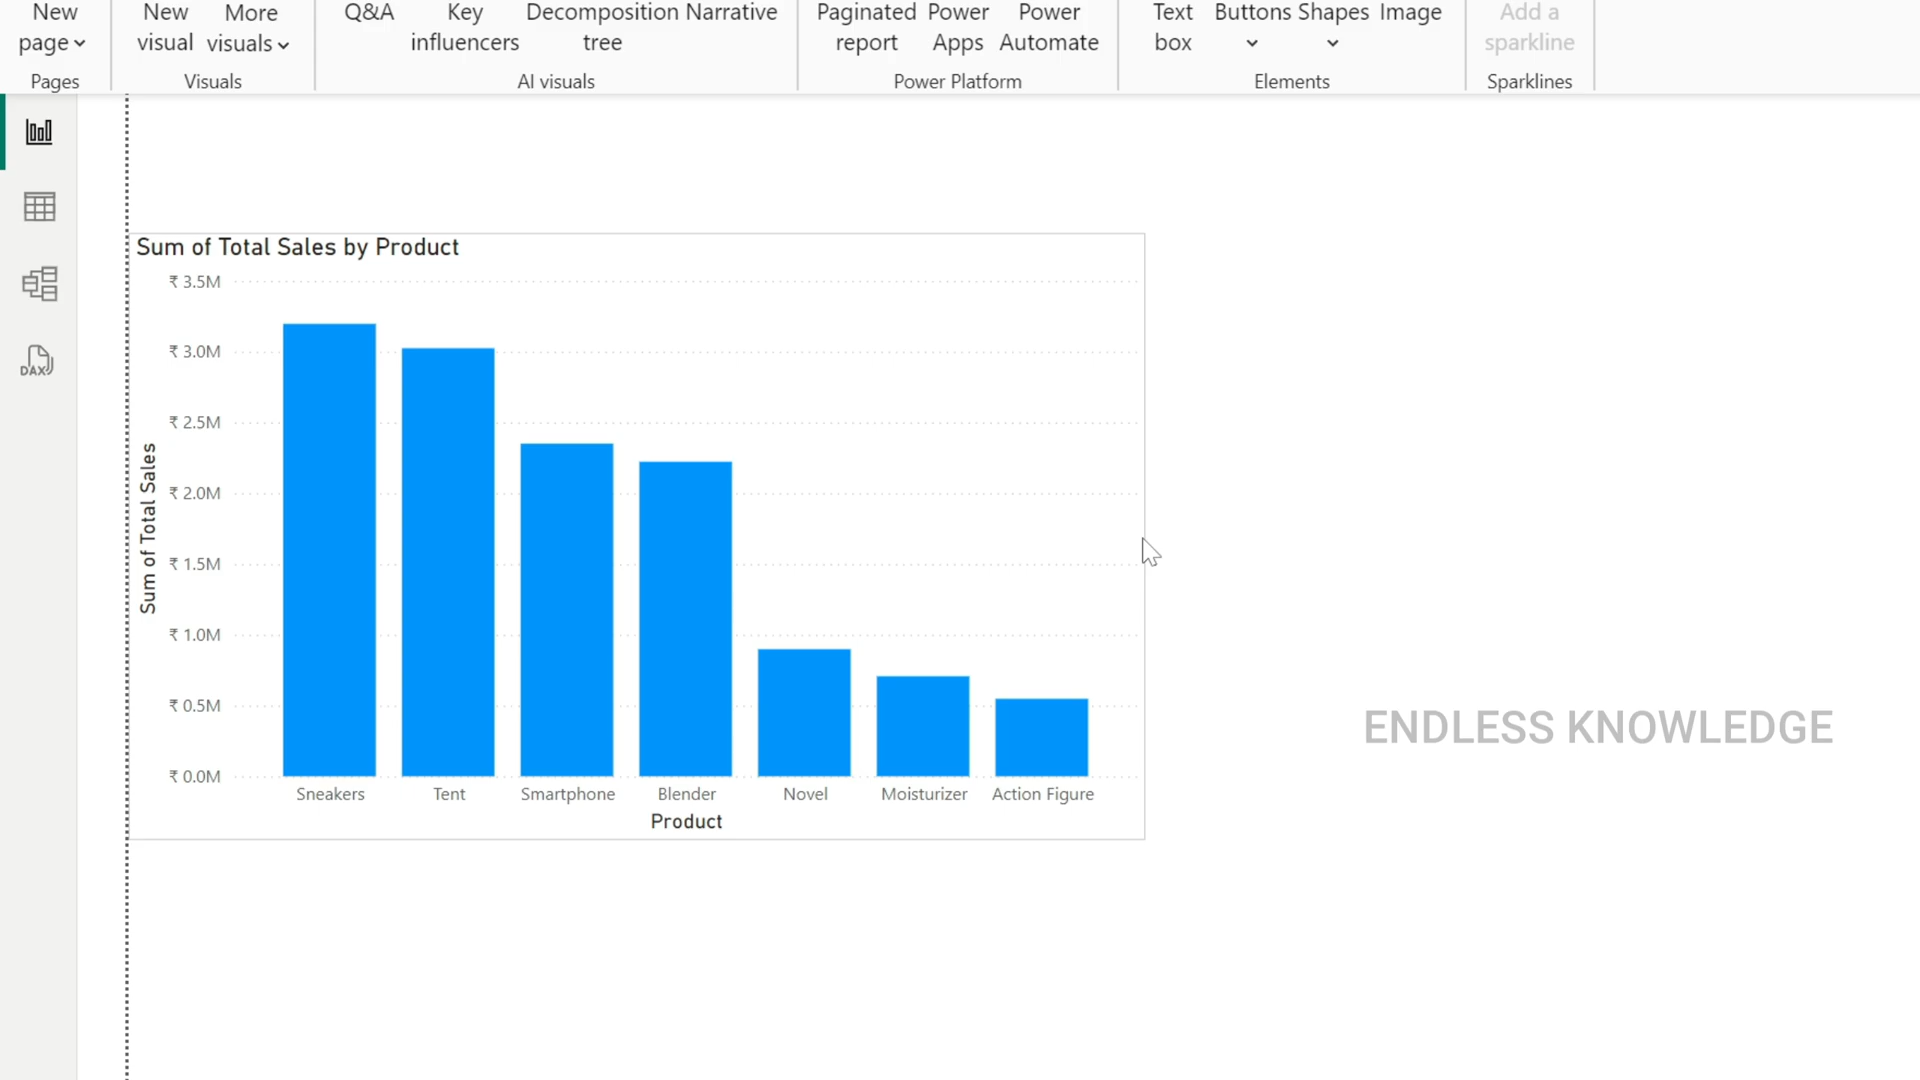 New page
New visual
More visuals
Pages
Visuals
Q&A
Key influencers
Decomposition tree
Narrative
AI visuals
Paginated report
Power Apps
Power Automate
Power Platform
Text box
Buttons
Shapes
Image
Elements
Add a sparkline
Sparklines
DAX
Sum of Total Sales by Product
₹ 3.5M
₹ 3.0M
₹ 2.5M
₹ 2.0M
₹ 1.5M
₹ 1.0M
₹ 0.5M
₹ 0.0M
Sum of Total Sales
Sneakers Tent Smartphone Blender Novel Moisturizer Action Figure
Product
ENDLESS KNOWLEDGE